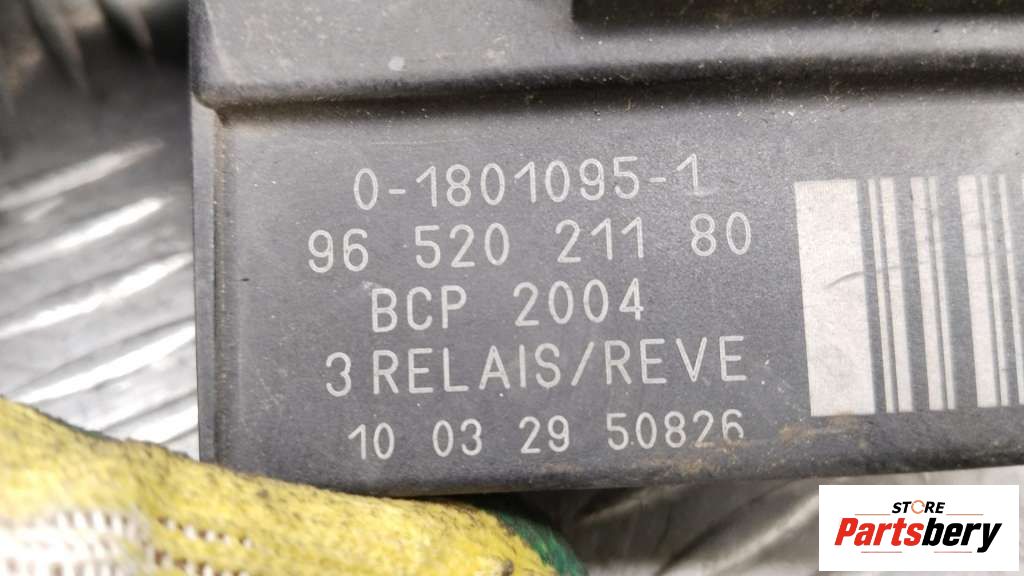 0-1801095-1
96 520 211 80
BCP 2004
3 RELAIS/REVE
10 03 29 50826
STORE
Partsbery